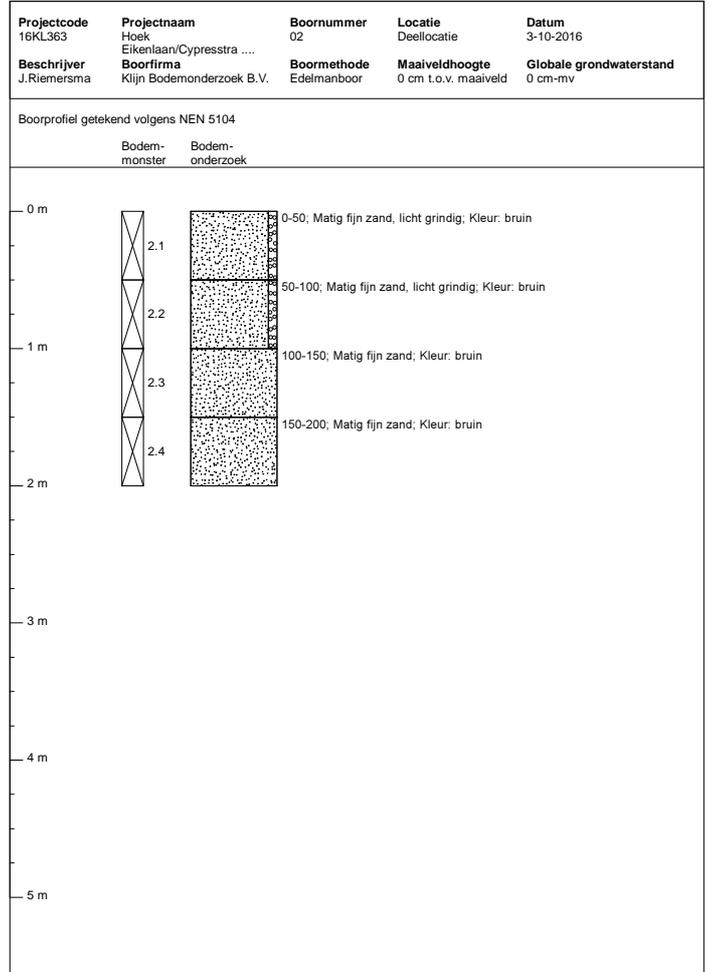 Projectcode Projectnaam Boornummer Locatie Datum
16KL363 Hoek 02 Deellocatie 3-10-2016
Eikenlaan/Cypresstra ....
Beschrijver Boorfirma Boormethode Maaiveldhoogte Globale grondwaterstand
J.Riemersma Klijn Bodemonderzoek B.V. Edelmanboor 0 cm t.o.v. maaiveld 0 cm-mv
Boorprofiel getekend volgens NEN 5104
Bodem- Bodem-
monster onderzoek
0 m
0-50; Matig fijn zand, licht grindig; Kleur: bruin
2.1
50-100; Matig fijn zand, licht grindig; Kleur: bruin
2.2
1 m
100-150; Matig fijn zand; Kleur: bruin
2.3
150-200; Matig fijn zand; Kleur: bruin
2.4
2 m
3 m
4 m
5 m